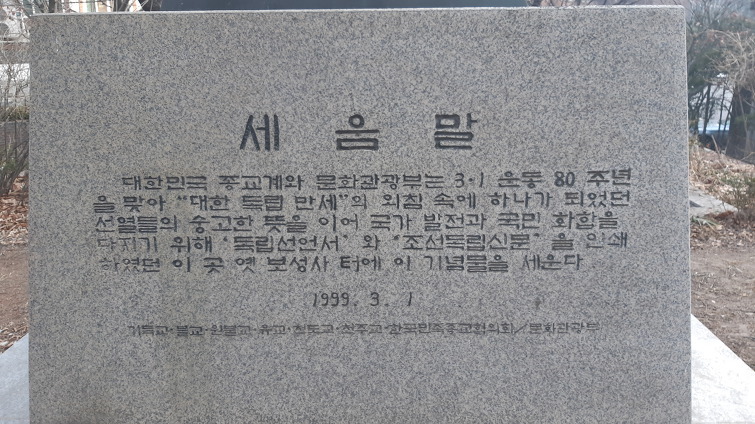 세 움 말
대한민국 종교계와 문화관광부는 3·1 운동 80 주년
을 맞아 "대한 독립 만세"의 외침 속에 하나가 되었던
선열들의 숭고한 뜻을 이어 국가 발전과 국민 화합을
다지기 위해 '독립선언서' 와 '조선독립신문' 을 인쇄
하였던 이 곳 옛 보성사 터에 이 기념물을 세운다
1999. 3. 1
기독교·불교·원불교·유교·천도교·천주교·한국민족종교협의회/문화관광부